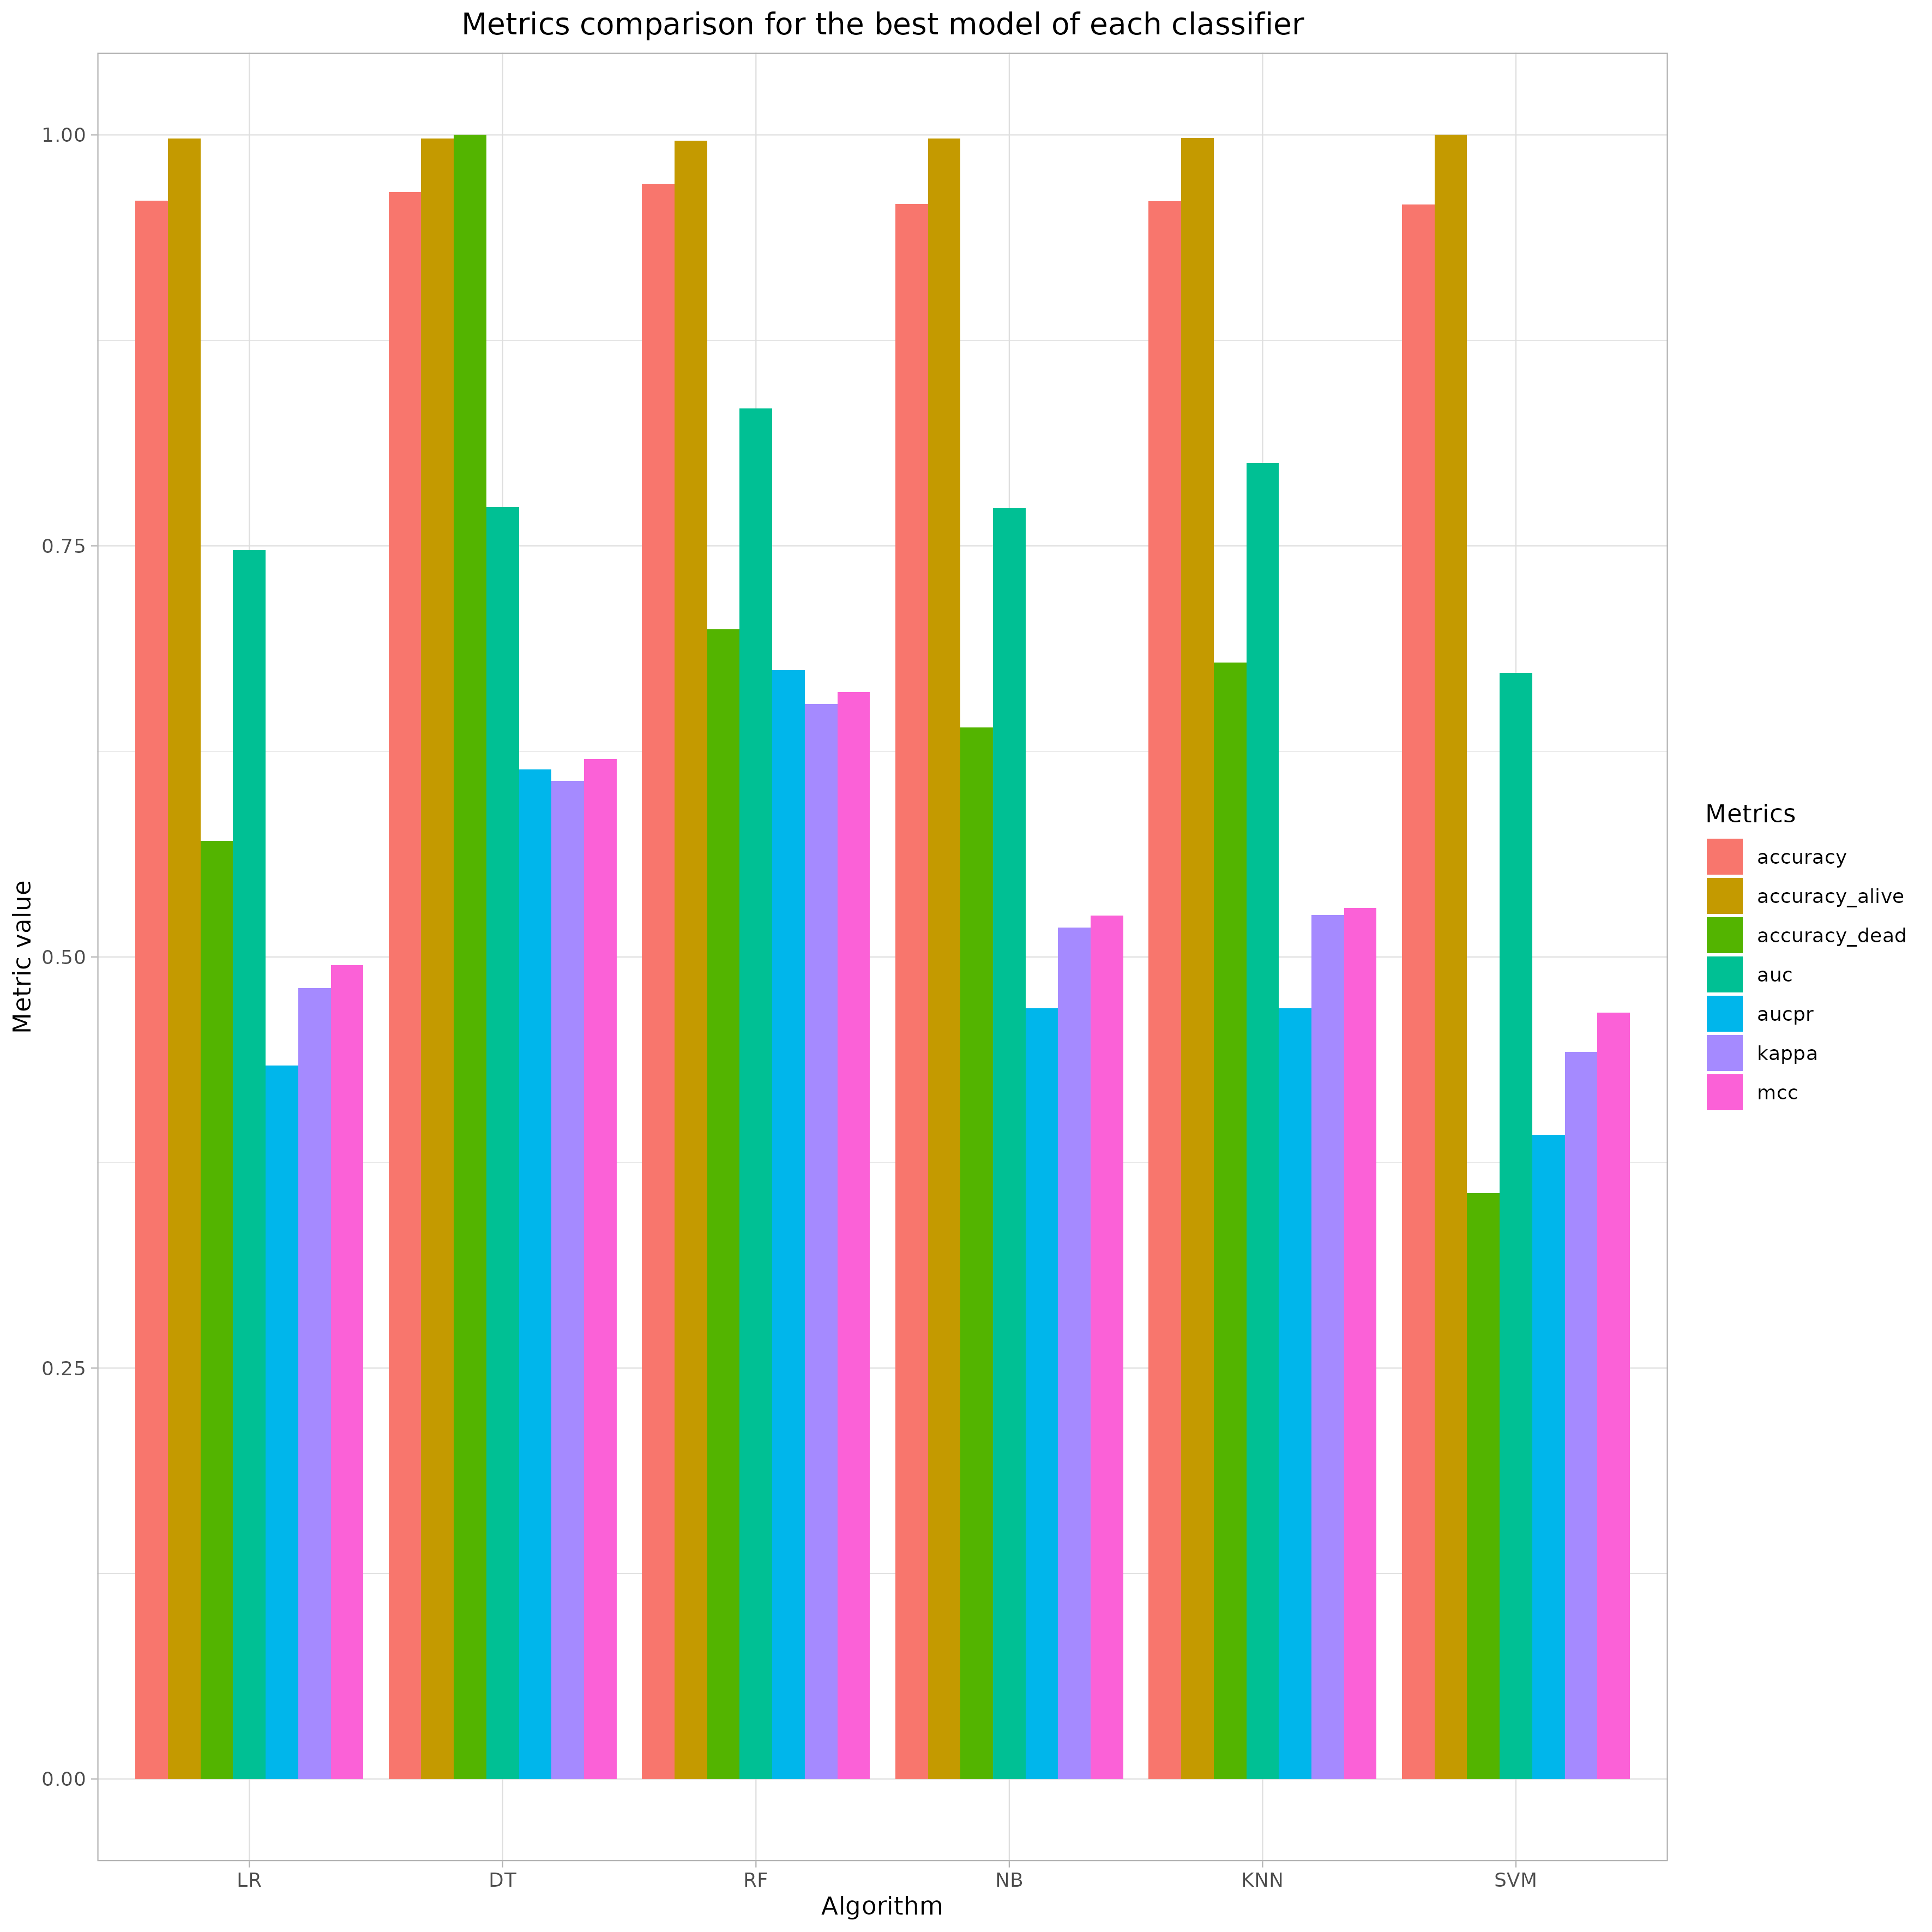 Metrics comparison for the best model of each classifier
1.00
0.75
0.50
0.25
0.00
Metric value
LR DT RF NB KNN SVM
Algorithm
Metrics
accuracy
accuracy_alive
accuracy_dead
auc
aucpr
kappa
mcc